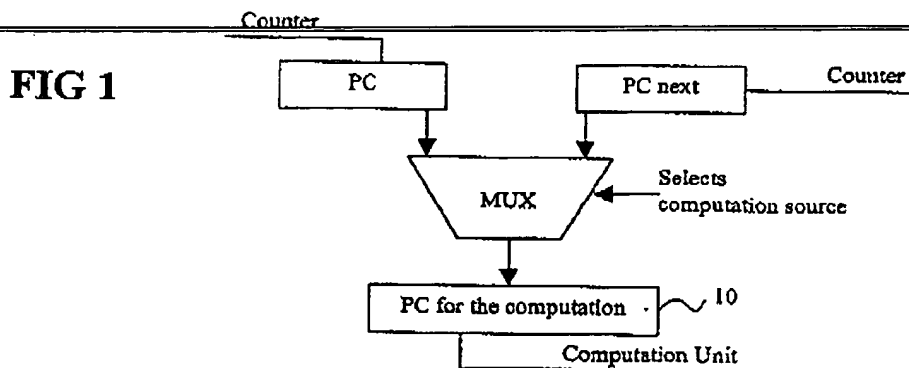 Counter
FIG 1
PC
PC next
Counter
MUX
Selects
computation source
PC for the computation
10
Computation Unit